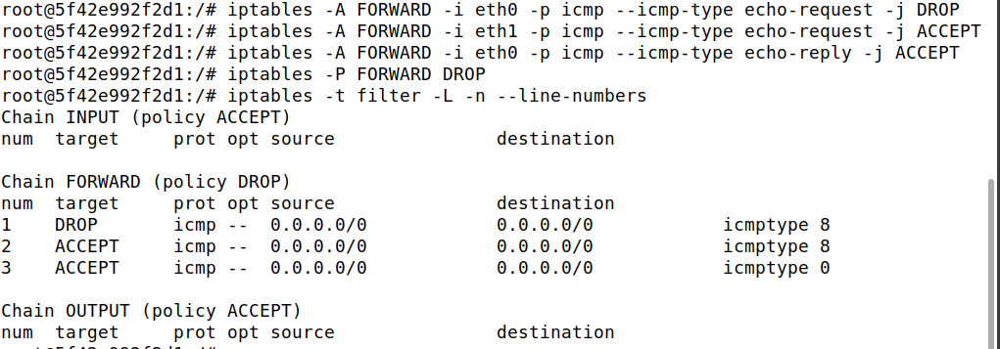 root@5f42e992f2d1:/# iptables -A FORWARD -i eth0 -p icmp --icmp-type echo-request -j DROP
root@5f42e992f2d1:/# iptables -A FORWARD -i eth1 -p icmp --icmp-type echo-request -j ACCEPT
root@5f42e992f2d1:/# iptables -A FORWARD -i eth0 -p icmp --icmp-type echo-reply -j ACCEPT
root@5f42e992f2d1:/# iptables -P FORWARD DROP
root@5f42e992f2d1:/# iptables -t filter -L -n --line-numbers
Chain INPUT (policy ACCEPT)
num  target     prot opt source               destination

Chain FORWARD (policy DROP)
num  target     prot opt source               destination
1    DROP       icmp --  0.0.0.0/0            0.0.0.0/0            icmptype 8
2    ACCEPT     icmp --  0.0.0.0/0            0.0.0.0/0            icmptype 8
3    ACCEPT     icmp --  0.0.0.0/0            0.0.0.0/0            icmptype 0

Chain OUTPUT (policy ACCEPT)
num  target     prot opt source               destination